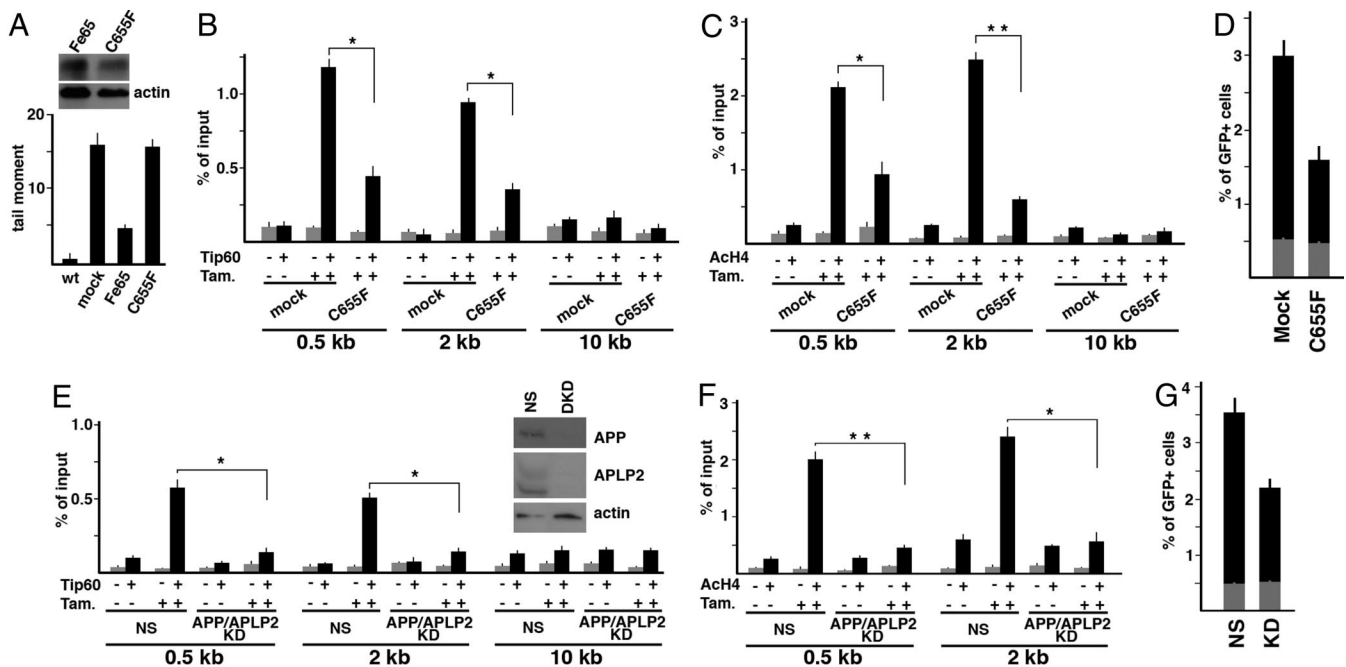 A
Fe65 C655F
actin
20
10
0
tail moment
wt mock Fe65 C655F
B
1.0
0.5
% of input
* *
Tip60 - + - + - + - + - + - + - + - + - +
Tam. - - + + + + - - + + + + - - + + + +
mock C655F mock C655F mock C655F
0.5 kb 2 kb 10 kb
C
3
2
1
0
% of input
* **
AcH4 - + - + - + - + - + - + - + - + - +
Tam. - - + + + + - - + + + + - - + + + +
mock C655F mock C655F mock C655F
0.5 kb 2 kb 10 kb
D
3
2
1
% of GFP+ cells
Mock C655F
E
1.0
0.5
% of input
* *
NS DKD
APP
APLP2
actin
Tip60 - + - + - + - + - + - + - + - + - + - + - + - +
Tam. - - + + - - + + - - + + - - + + - - + + - - + +
NS APP/APLP2 KD NS APP/APLP2 KD NS APP/APLP2 KD
0.5 kb 2 kb 10 kb
F
3
2
1
0
% of input
** *
AcH4 - + - + - + - + - + - + - + - +
Tam. - - + + - - + + - - + + - - + +
NS APP/APLP2 KD NS APP/APLP2 KD
0.5 kb 2 kb
G
4
3
2
1
% of GFP+ cells
NS KD